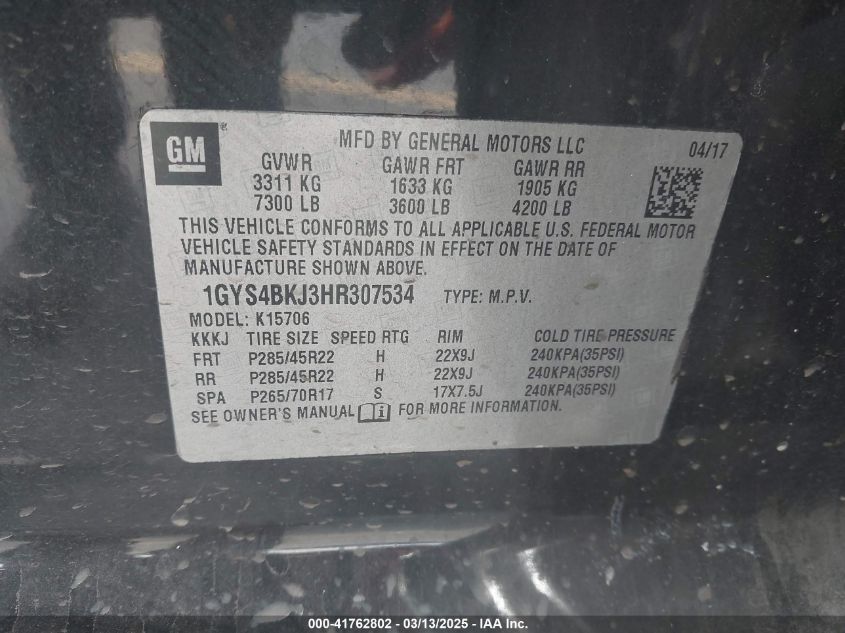 GM®
MFD BY GENERAL MOTORS LLC 04/17
GVWR GAWR FRT GAWR RR
3311 KG 1633 KG 1905 KG
7300 LB 3600 LB 4200 LB
THIS VEHICLE CONFORMS TO ALL APPLICABLE U.S. FEDERAL MOTOR
VEHICLE SAFETY STANDARDS IN EFFECT ON THE DATE OF
MANUFACTURE SHOWN ABOVE.
1GYS4BKJ3HR307534 TYPE: M.P.V.
MODEL: K15706
KKKJ TIRE SIZE SPEED RTG RIM COLD TIRE PRESSURE
FRT P285/45R22 H 22X9J 240KPA(35PSI)
RR P285/45R22 H 22X9J 240KPA(35PSI)
SPA P265/70R17 S 17X7.5J 240KPA(35PSI)
SEE OWNER'S MANUAL i FOR MORE INFORMATION.
000-41762802 - 03/13/2025 - IAAI.com